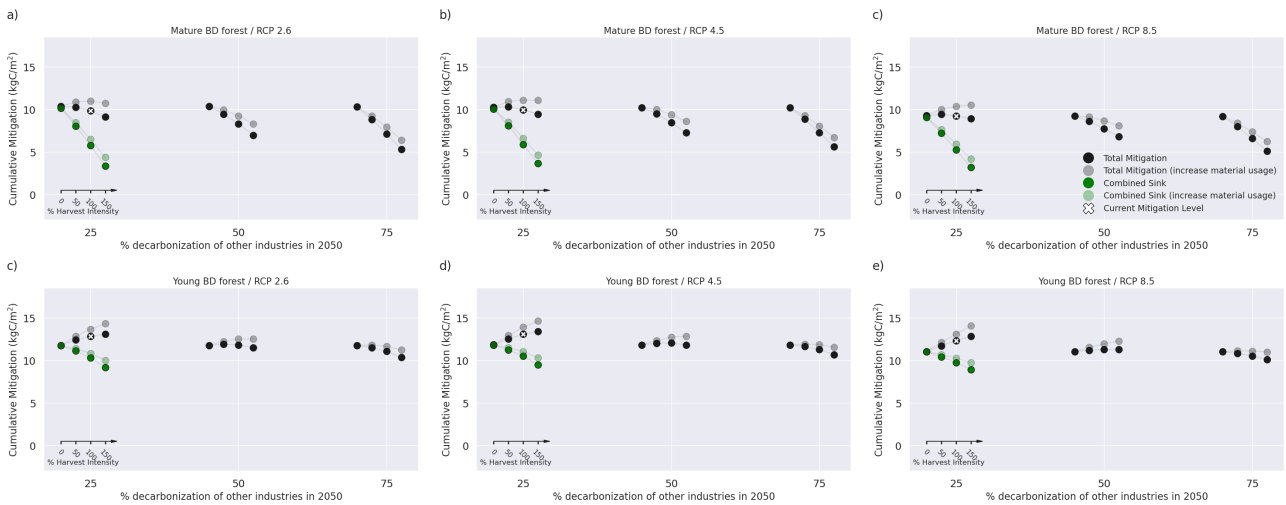 a)
Mature BD forest / RCP 2.6
Cumulative Mitigation (kgC/m²)
15
10
5
0
0 50 100 150
% Harvest Intensity
25 50 75
% decarbonization of other industries in 2050
b)
Mature BD forest / RCP 4.5
Cumulative Mitigation (kgC/m²)
15
10
5
0
0 50 100 150
% Harvest Intensity
25 50 75
% decarbonization of other industries in 2050
c)
Mature BD forest / RCP 8.5
Cumulative Mitigation (kgC/m²)
15
10
5
0
0 50 100 150
% Harvest Intensity
Total Mitigation
Total Mitigation (increase material usage)
Combined Sink
Combined Sink (increase material usage)
Current Mitigation Level
25 50 75
% decarbonization of other industries in 2050
c)
Young BD forest / RCP 2.6
Cumulative Mitigation (kgC/m²)
15
10
5
0
0 50 100 150
% Harvest Intensity
25 50 75
% decarbonization of other industries in 2050
d)
Young BD forest / RCP 4.5
Cumulative Mitigation (kgC/m²)
15
10
5
0
0 50 100 150
% Harvest Intensity
25 50 75
% decarbonization of other industries in 2050
e)
Young BD forest / RCP 8.5
Cumulative Mitigation (kgC/m²)
15
10
5
0
0 50 100 150
% Harvest Intensity
25 50 75
% decarbonization of other industries in 2050